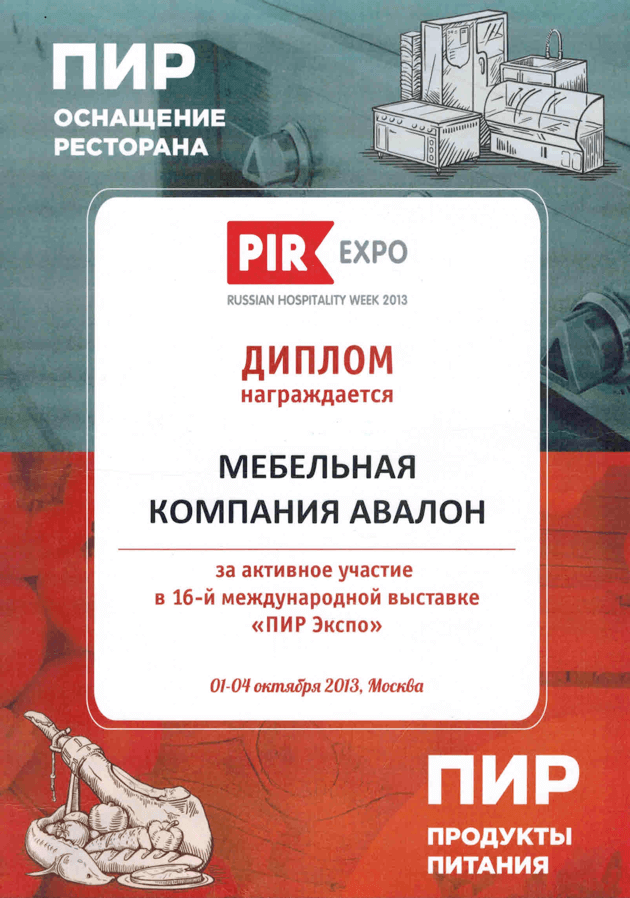 ПИР
ОСНАЩЕНИЕ
РЕСТОРАНА
PIR EXPO
RUSSIAN HOSPITALITY WEEK 2013
ДИПЛОМ
награждается
МЕБЕЛЬНАЯ
КОМПАНИЯ АВАЛОН
за активное участие
в 16-й международной выставке
«ПИР Экспо»
01-04 октября 2013, Москва
ПИР
ПРОДУКТЫ
ПИТАНИЯ